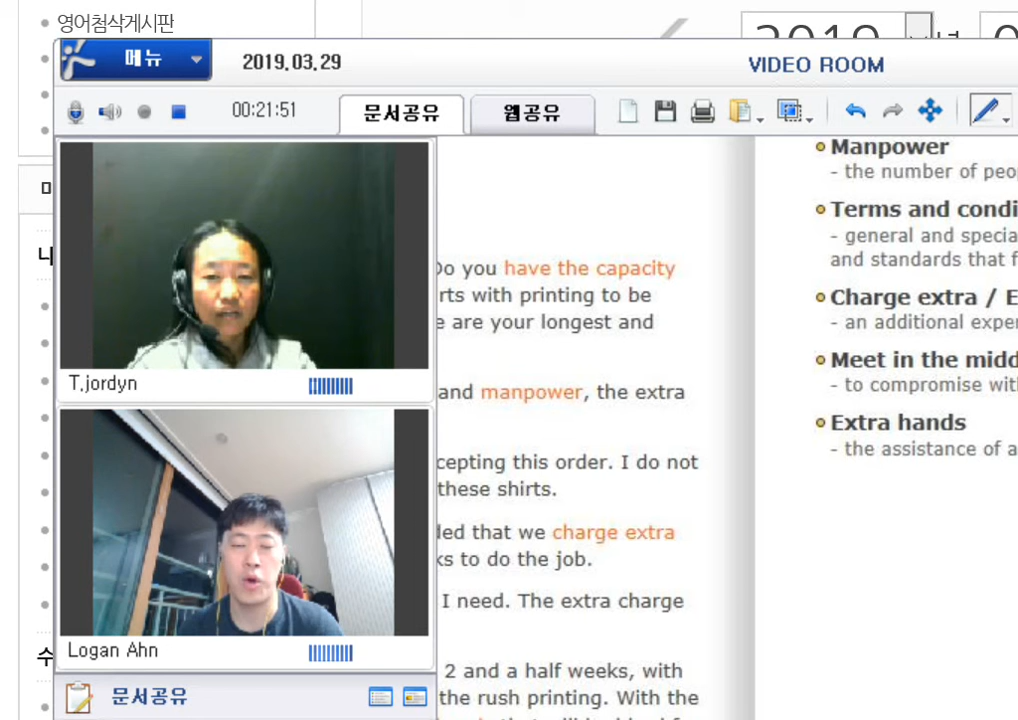 영어첨삭게시판
2019
메뉴
2019.03.29
VIDEO ROOM
00:21:51
문서공유
웹공유
T.jordyn
Logan Ahn
문서공유
Do you have the capacity
rts with printing to be
e are your longest and
and manpower, the extra
cepting this order. I do not
these shirts.
ded that we charge extra
ks to do the job.
I need. The extra charge
2 and a half weeks, with
the rush printing. With the
Manpower
- the number of peo
Terms and condi
- general and specia
and standards that f
Charge extra / E
- an additional exper
Meet in the midd
- to compromise wit
Extra hands
- the assistance of a